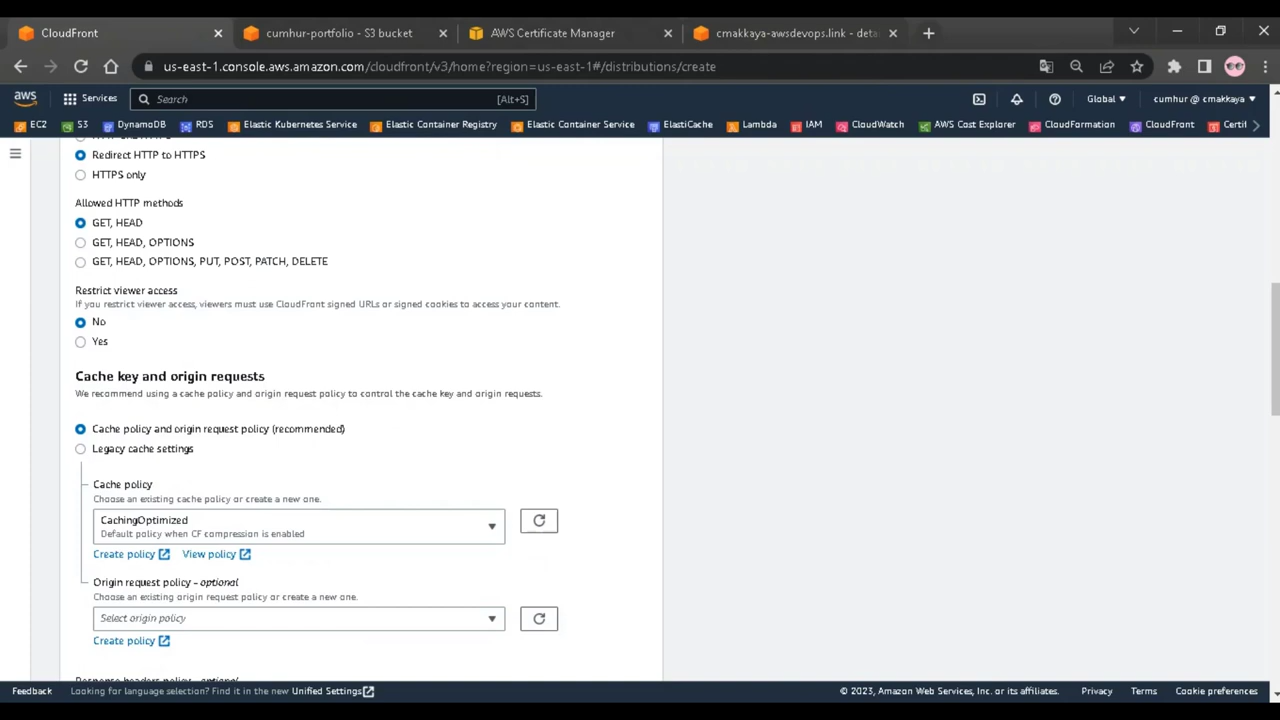 CloudFront
cumhur-portfolio - S3 bucket
AWS Certificate Manager
cmakkaya-awsdevops.link - deta
us-east-1.console.aws.amazon.com/cloudfront/v3/home?region=us-east-1#/distributions/create
aws
Services
Search
[Alt+S]
Global
cumhur @ cmakkaya
EC2
S3
DynamoDB
RDS
Elastic Kubernetes Service
Elastic Container Registry
Elastic Container Service
ElastiCache
Lambda
IAM
CloudWatch
AWS Cost Explorer
CloudFormation
CloudFront
Certif
Redirect HTTP to HTTPS
HTTPS only
Allowed HTTP methods
GET, HEAD
GET, HEAD, OPTIONS
GET, HEAD, OPTIONS, PUT, POST, PATCH, DELETE
Restrict viewer access
If you restrict viewer access, viewers must use CloudFront signed URLs or signed cookies to access your content.
No
Yes
Cache key and origin requests
We recommend using a cache policy and origin request policy to control the cache key and origin requests.
Cache policy and origin request policy (recommended)
Legacy cache settings
Cache policy
Choose an existing cache policy or create a new one.
CachingOptimized
Default policy when CF compression is enabled
Create policy
View policy
Origin request policy - optional
Choose an existing origin request policy or create a new one.
Select origin policy
Create policy
Response headers policy - optional
Feedback
Looking for language selection? Find it in the new Unified Settings
© 2023, Amazon Web Services, Inc. or its affiliates.
Privacy
Terms
Cookie preferences